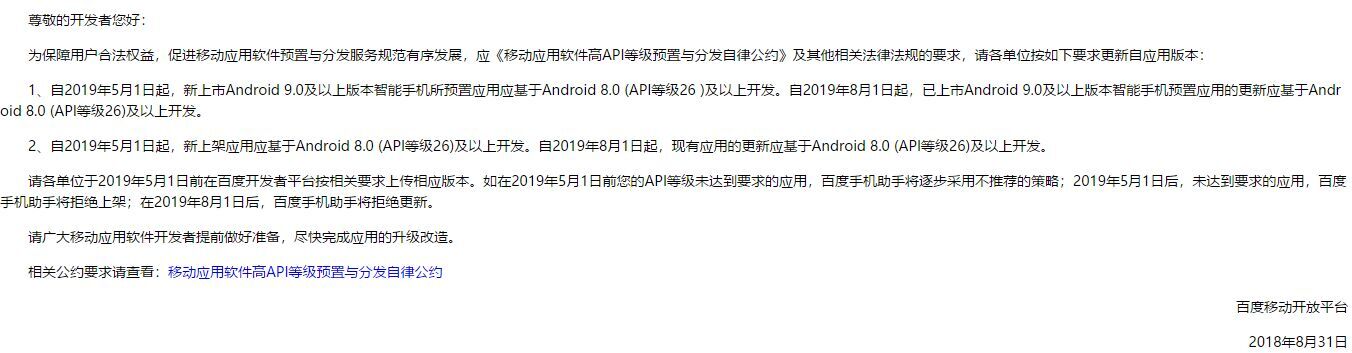 尊敬的开发者您好：
为保障用户合法权益，促进移动应用软件预置与分发服务规范有序发展，应《移动应用软件高API等级预置与分发自律公约》及其他相关法律法规的要求，请各单位按如下要求更新自应用版本：
1、自2019年5月1日起，新上市Android 9.0及以上版本智能手机所预置应用应基于Android 8.0 (API等级26 )及以上开发。自2019年8月1日起，已上市Android 9.0及以上版本智能手机预置应用的更新应基于Andr
oid 8.0 (API等级26)及以上开发。
2、自2019年5月1日起，新上架应用应基于Android 8.0 (API等级26)及以上开发。自2019年8月1日起，现有应用的更新应基于Android 8.0 (API等级26)及以上开发。
请各单位于2019年5月1日前在百度开发者平台按相关要求上传相应版本。如在2019年5月1日前您的API等级未达到要求的应用，百度手机助手将逐步采用不推荐的策略；2019年5月1日后，未达到要求的应用，百度
手机助手将拒绝上架；在2019年8月1日后，百度手机助手将拒绝更新。
请广大移动应用软件开发者提前做好准备，尽快完成应用的升级改造。
相关公约要求请查看：移动应用软件高API等级预置与分发自律公约
百度移动开放平台
2018年8月31日